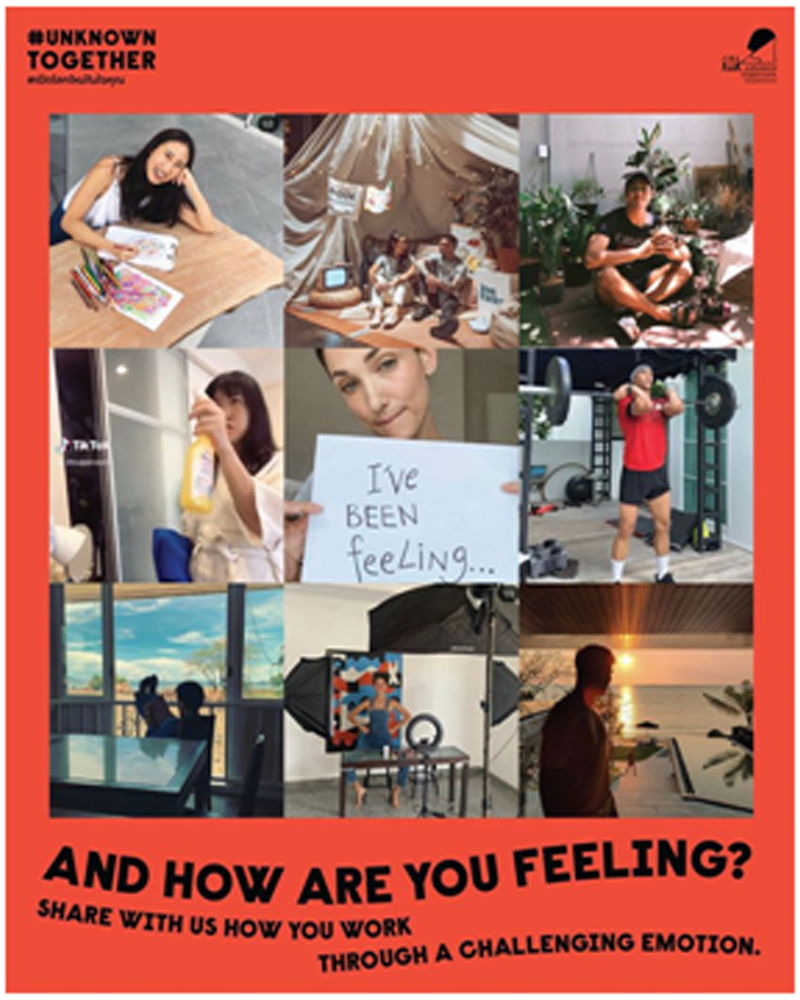 #UNKNOWN
TOGETHER
TikTok
I've
BEEN
feeling...
AND HOW ARE YOU FEELING?
SHARE WITH US HOW YOU WORK
THROUGH A CHALLENGING EMOTION.